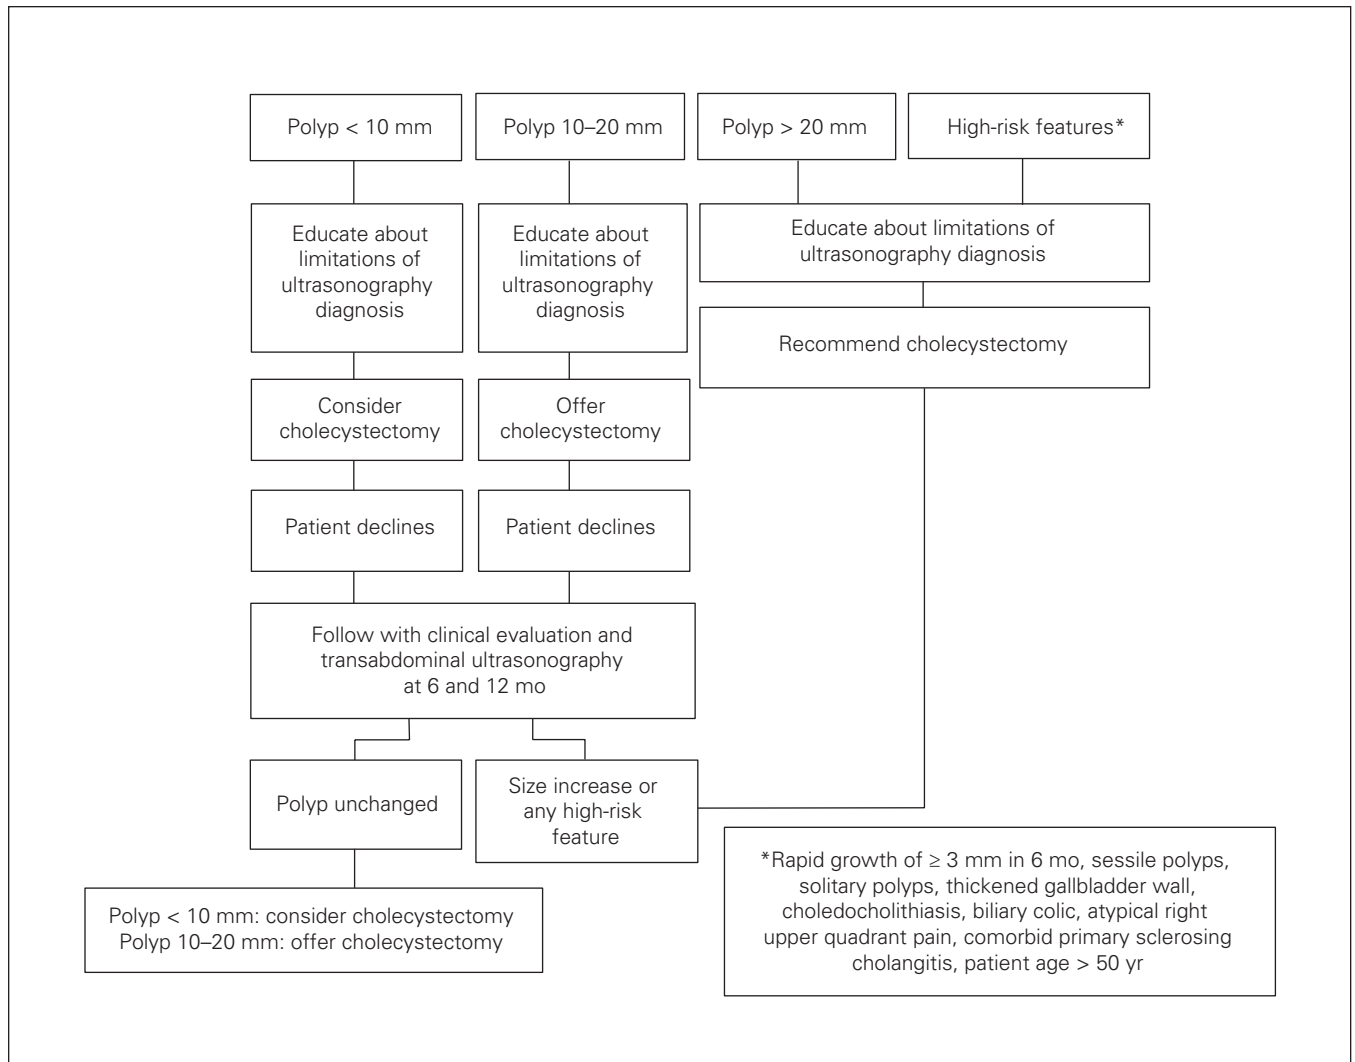 Polyp < 10 mm
Polyp 10–20 mm
Polyp > 20 mm
High-risk features*
Educate about
limitations of
ultrasonography
diagnosis
Educate about
limitations of
ultrasonography
diagnosis
Educate about limitations of
ultrasonography diagnosis
Recommend cholecystectomy
Consider
cholecystectomy
Offer
cholecystectomy
Patient declines
Patient declines
Follow with clinical evaluation and
transabdominal ultrasonography
at 6 and 12 mo
Polyp unchanged
Size increase or
any high-risk
feature
Polyp < 10 mm: consider cholecystectomy
Polyp 10–20 mm: offer cholecystectomy
*Rapid growth of ≥ 3 mm in 6 mo, sessile polyps,
solitary polyps, thickened gallbladder wall,
choledocholithiasis, biliary colic, atypical right
upper quadrant pain, comorbid primary sclerosing
cholangitis, patient age > 50 yr